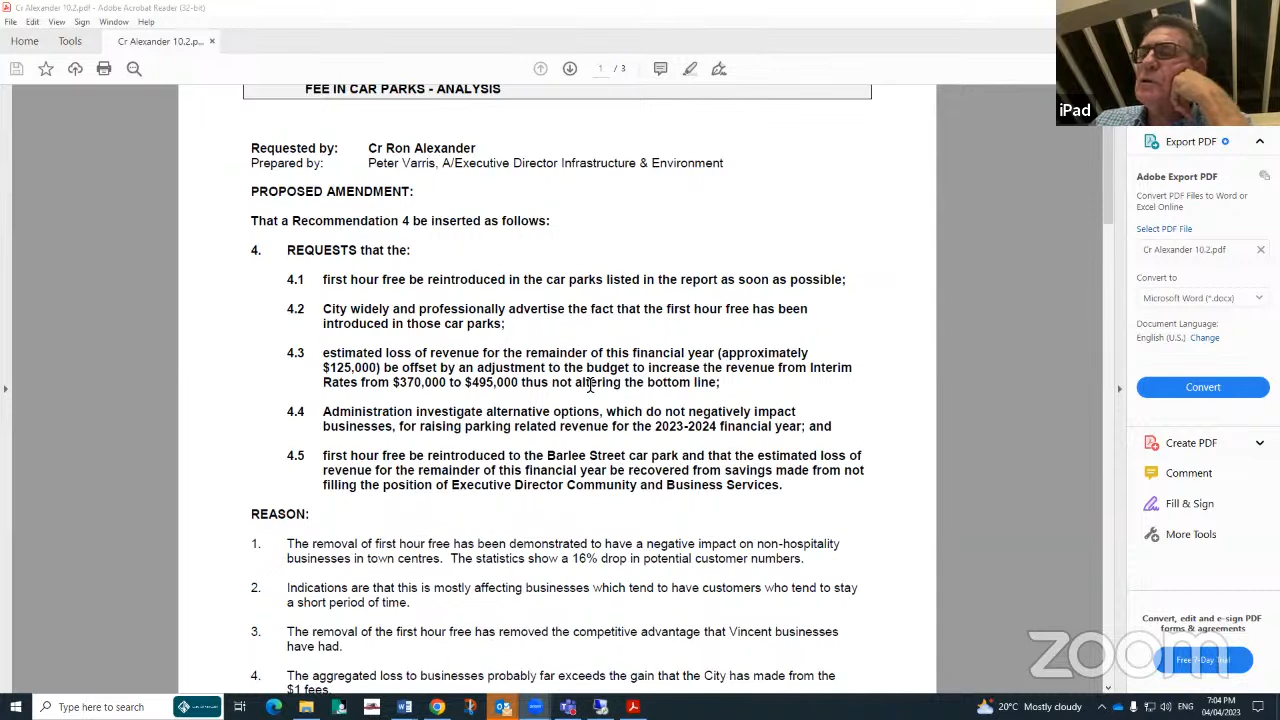 Cr Alexander 10.2.pdf - Adobe Acrobat Reader (32-bit)
File Edit View Sign Window Help
Home Tools Cr Alexander 10.2.p... ×
1 / 3
iPad
FEE IN CAR PARKS - ANALYSIS
Requested by: Cr Ron Alexander
Prepared by: Peter Varris, A/Executive Director Infrastructure & Environment
PROPOSED AMENDMENT:
That a Recommendation 4 be inserted as follows:
4. REQUESTS that the:
4.1 first hour free be reintroduced in the car parks listed in the report as soon as possible;
4.2 City widely and professionally advertise the fact that the first hour free has been
introduced in those car parks;
4.3 estimated loss of revenue for the remainder of this financial year (approximately
$125,000) be offset by an adjustment to the budget to increase the revenue from Interim
Rates from $370,000 to $495,000 thus not altering the bottom line;
4.4 Administration investigate alternative options, which do not negatively impact
businesses, for raising parking related revenue for the 2023-2024 financial year; and
4.5 first hour free be reintroduced to the Barlee Street car park and that the estimated loss of
revenue for the remainder of this financial year be recovered from savings made from not
filling the position of Executive Director Community and Business Services.
REASON:
1. The removal of first hour free has been demonstrated to have a negative impact on non-hospitality
businesses in town centres. The statistics show a 16% drop in potential customer numbers.
2. Indications are that this is mostly affecting businesses which tend to have customers who tend to stay
a short period of time.
3. The removal of the first hour free has removed the competitive advantage that Vincent businesses
have had.
4. The aggregated loss to businesses probably far exceeds the gain that the City has made from the
$1 fees.
Export PDF
Adobe Export PDF
Convert PDF Files to Word or
Excel Online
Select PDF File
Cr Alexander 10.2.pdf
Convert to
Microsoft Word (*.docx)
Document Language:
English (U.S.) Change
Convert
Create PDF
Comment
Fill & Sign
More Tools
Convert, edit and e-sign PDF
forms & agreements
Free 7-Day Trial
zoom
Type here to search
20°C Mostly cloudy
ENG
7:04 PM
04/04/2023